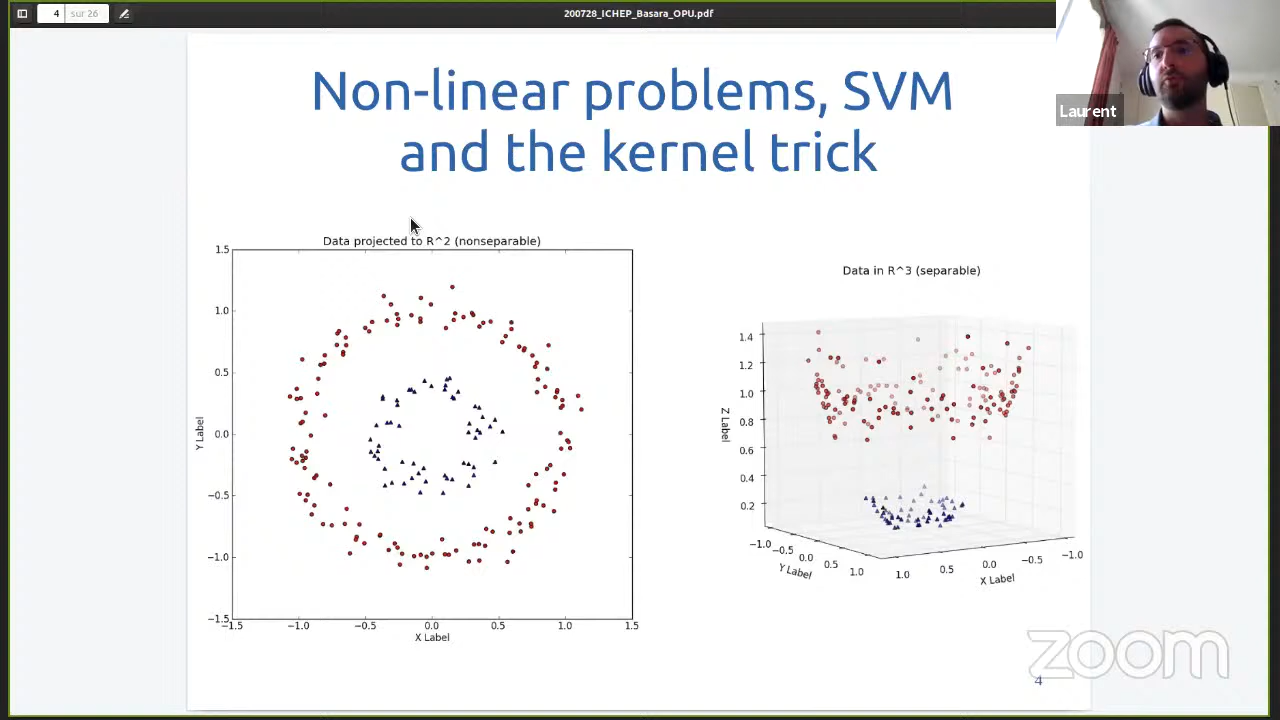 4 sur 26
200728_ICHEP_Basara_OPU.pdf
Laurent
Non-linear problems, SVM
and the kernel trick
Data projected to R^2 (nonseparable)
1.5
1.0
0.5
0.0
−0.5
−1.0
−1.5
Y Label
−1.5 −1.0 −0.5 0.0 0.5 1.0 1.5
X Label
Data in R^3 (separable)
1.4
1.2
1.0
0.8
0.6
0.4
0.2
Z Label
−1.0 −0.5 0.0 0.5 1.0
Y Label
1.0 0.5 0.0 −0.5 −1.0
X Label
zoom
4